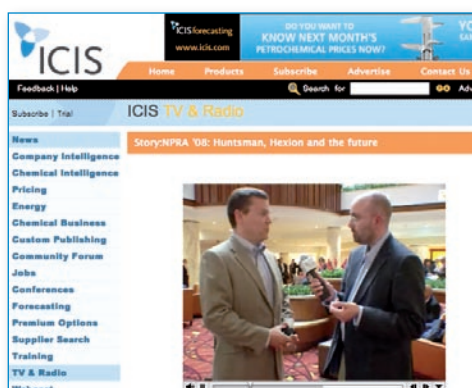 ICISforecasting
www.icis.com
DO YOU WANT TO
KNOW NEXT MONTH'S
PETROCHEMICAL PRICES NOW?
ICIS
Home Products Subscribe Advertise Contact Us
Feedback | Help
Search for
GO
Subscribe | Trial
ICIS TV & Radio
News
Story:NPRA '08: Huntsman, Hexion and the future
Company Intelligence
Chemical Intelligence
Pricing
Energy
Chemical Business
Custom Publishing
Community Forum
Jobs
Conferences
Forecasting
Premium Options
Supplier Search
Training
TV & Radio